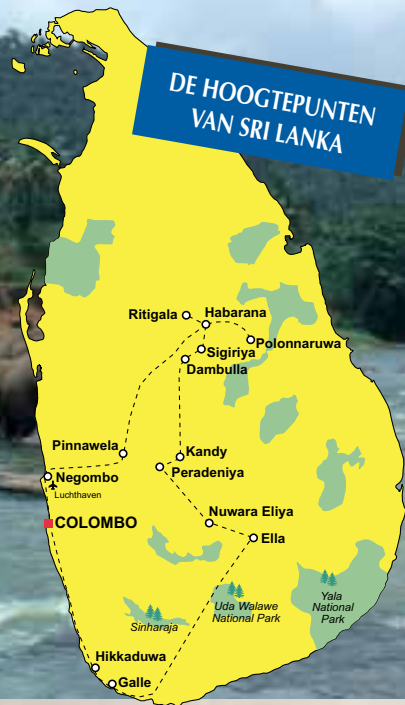 DE HOOGTEPUNTEN
VAN SRI LANKA
Ritigala
Habarana
Polonnaruwa
Sigiriya
Dambulla
Pinnawela
Kandy
Peradeniya
Negombo
Luchthaven
Nuwara Eliya
COLOMBO
Ella
Yala
National
Park
Uda Walawe
National Park
Sinharaja
Hikkaduwa
Galle